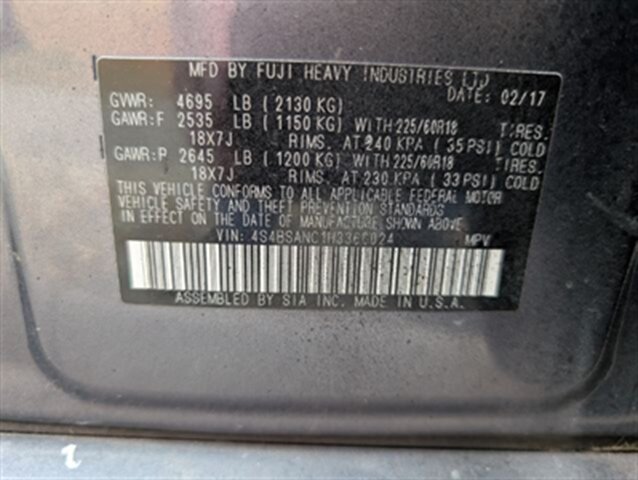 MFD BY FUJI HEAVY INDUSTRIES LTD
DATE: 02/17
GVWR: 4695 LB (2130 KG)
GAWR:F 2535 LB (1150 KG) WITH 225/60R18 TIRES.
18X7J RIMS. AT 240 KPA (35 PSI) COLD
GAWR:R 2645 LB (1200 KG) WITH 225/60R18 TIRES.
18X7J RIMS. AT 230 KPA (33 PSI) COLD
THIS VEHICLE CONFORMS TO ALL APPLICABLE FEDERAL MOTOR
VEHICLE SAFETY AND THEFT PREVENTION STANDARDS
IN EFFECT ON THE DATE OF MANUFACTURE SHOWN ABOVE.
VIN: MPV
ASSEMBLED BY SIA INC. MADE IN U.S.A.
2